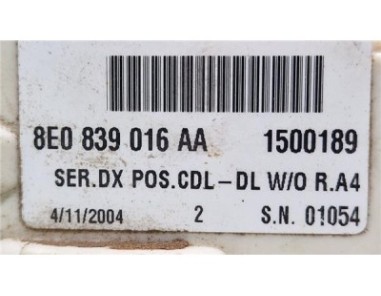 8E0 839 016 AA 1500189
SER.DX POS.CDL-DL W/O R.A4
4/11/2004 2 S.N. 01054